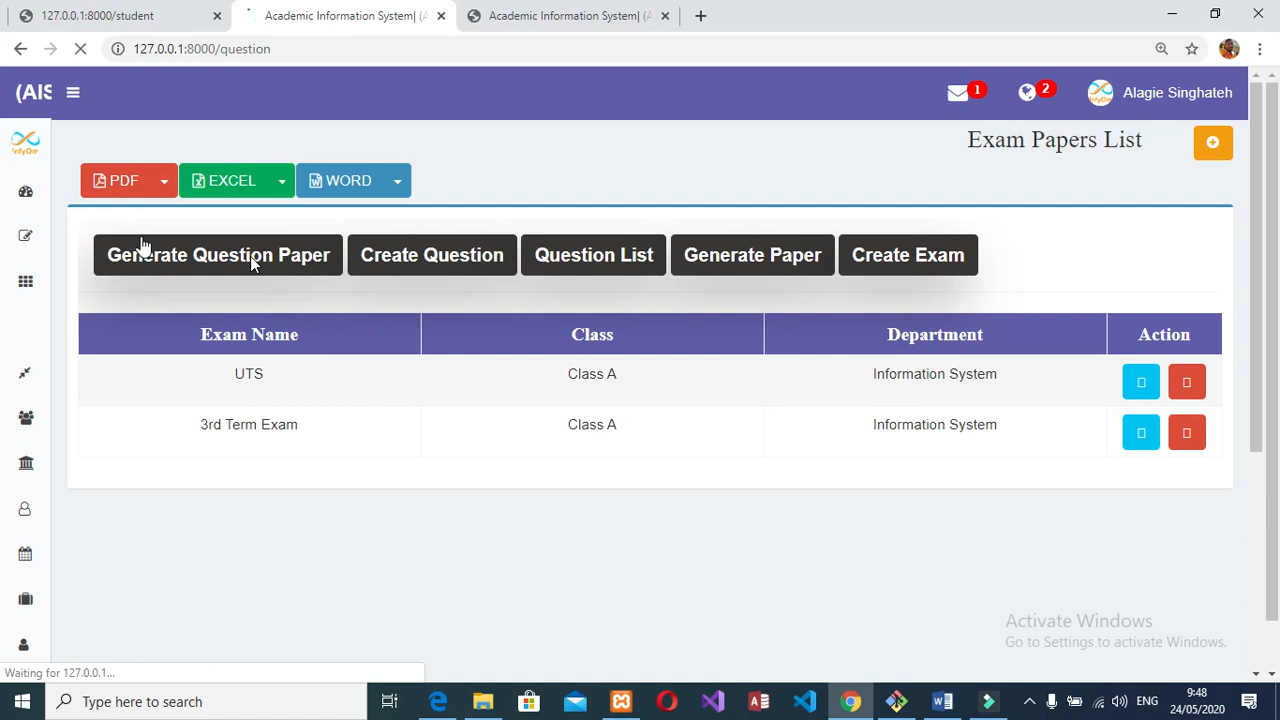 127.0.0.1:8000/student
Academic Information System| (A
Academic Information System| (A
127.0.0.1:8000/question
(AIS
1
2
Alagie Singhateh
InfyOm
Exam Papers List
PDF
EXCEL
WORD
Generate Question Paper
Create Question
Question List
Generate Paper
Create Exam
Exam Name
Class
Department
Action
UTS
Class A
Information System
3rd Term Exam
Class A
Information System
Activate Windows
Go to Settings to activate Windows.
Waiting for 127.0.0.1...
Type here to search
ENG
9:48
24/05/2020